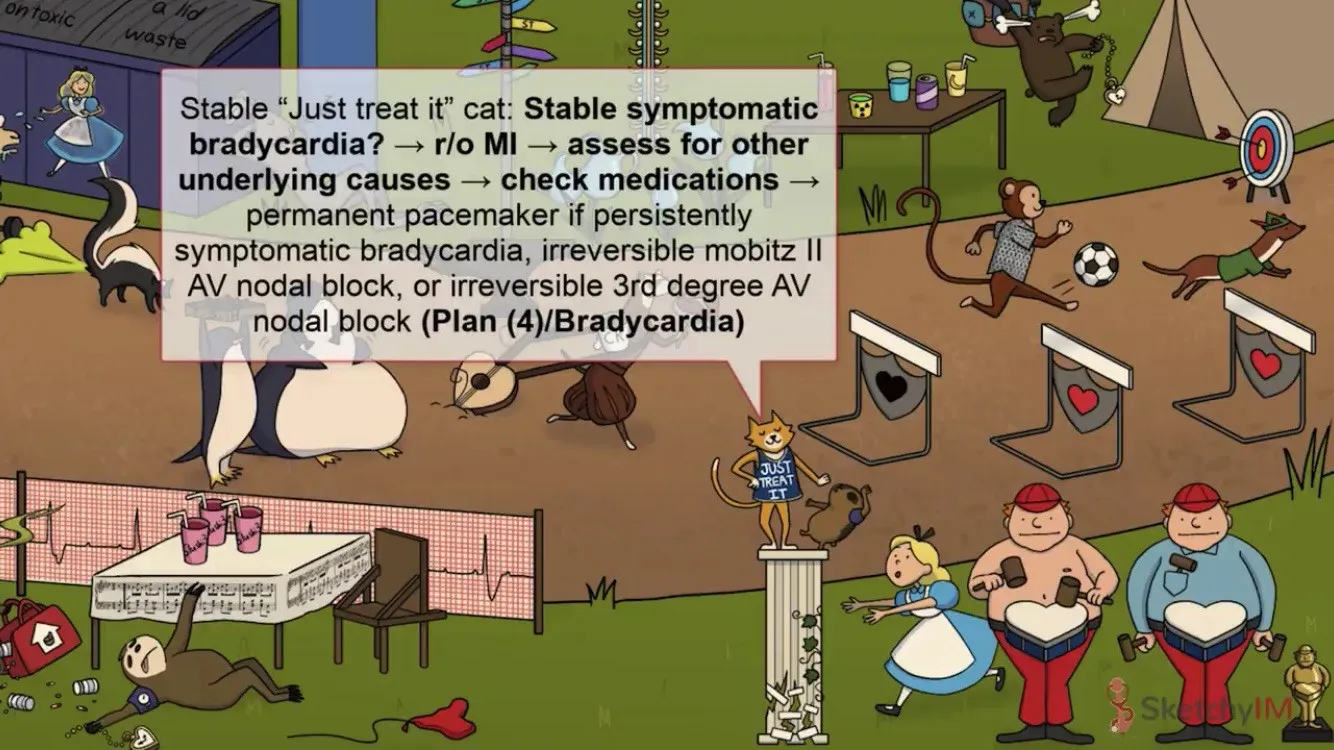 ontoxic
a lid
waste
ST
Stable “Just treat it” cat: Stable symptomatic
bradycardia? → r/o MI → assess for other
underlying causes → check medications →
permanent pacemaker if persistently
symptomatic bradycardia, irreversible mobitz II
AV nodal block, or irreversible 3rd degree AV
nodal block (Plan (4)/Bradycardia)
JUST
TREAT
IT
SketchyIM